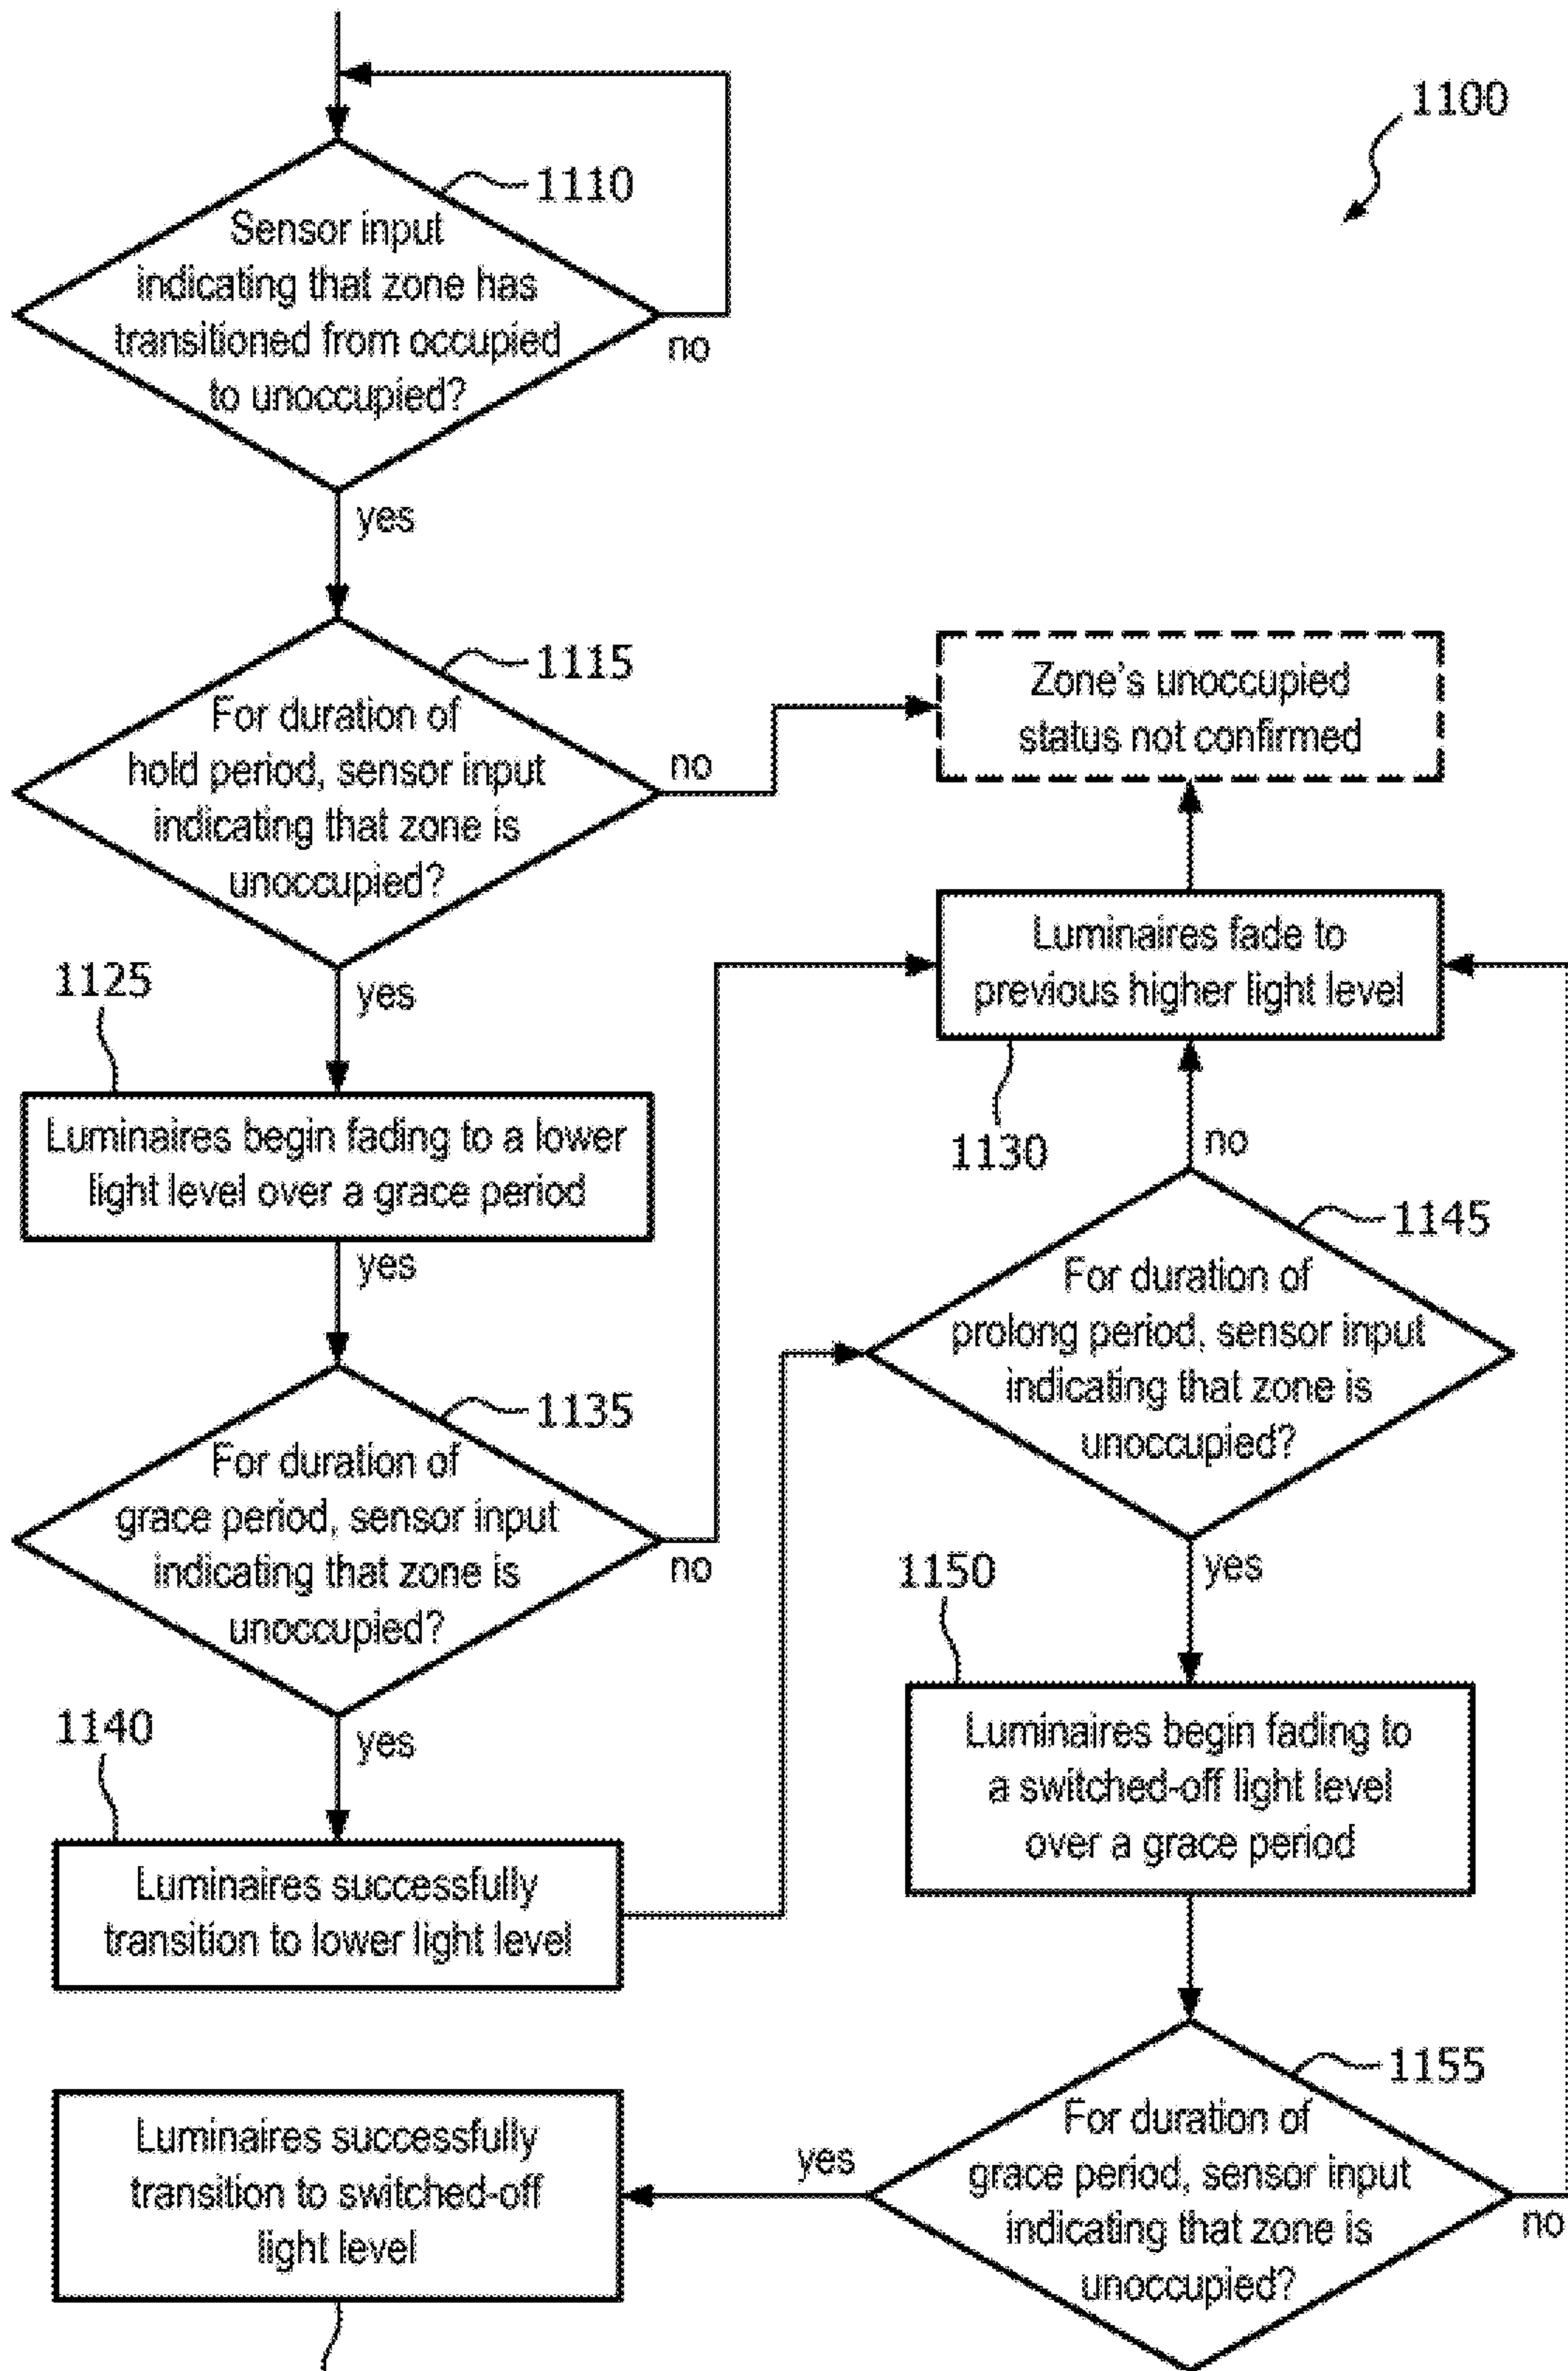 1100
1110
Sensor input
indicating that zone has
transitioned from occupied
to unoccupied?
no
yes
1115
For duration of
hold period, sensor input
indicating that zone is
unoccupied?
no
Zone's unoccupied
status not confirmed
yes
1125
Luminaires begin fading to a lower
light level over a grace period
yes
Luminaires fade to
previous higher light level
1130
no
1135
For duration of
grace period, sensor input
indicating that zone is
unoccupied?
no
yes
1140
Luminaires successfully
transition to lower light level
1145
For duration of
prolong period, sensor input
indicating that zone is
unoccupied?
yes
1150
Luminaires begin fading to
a switched-off light level
over a grace period
1155
For duration of
grace period, sensor input
indicating that zone is
unoccupied?
no
yes
Luminaires successfully
transition to switched-off
light level